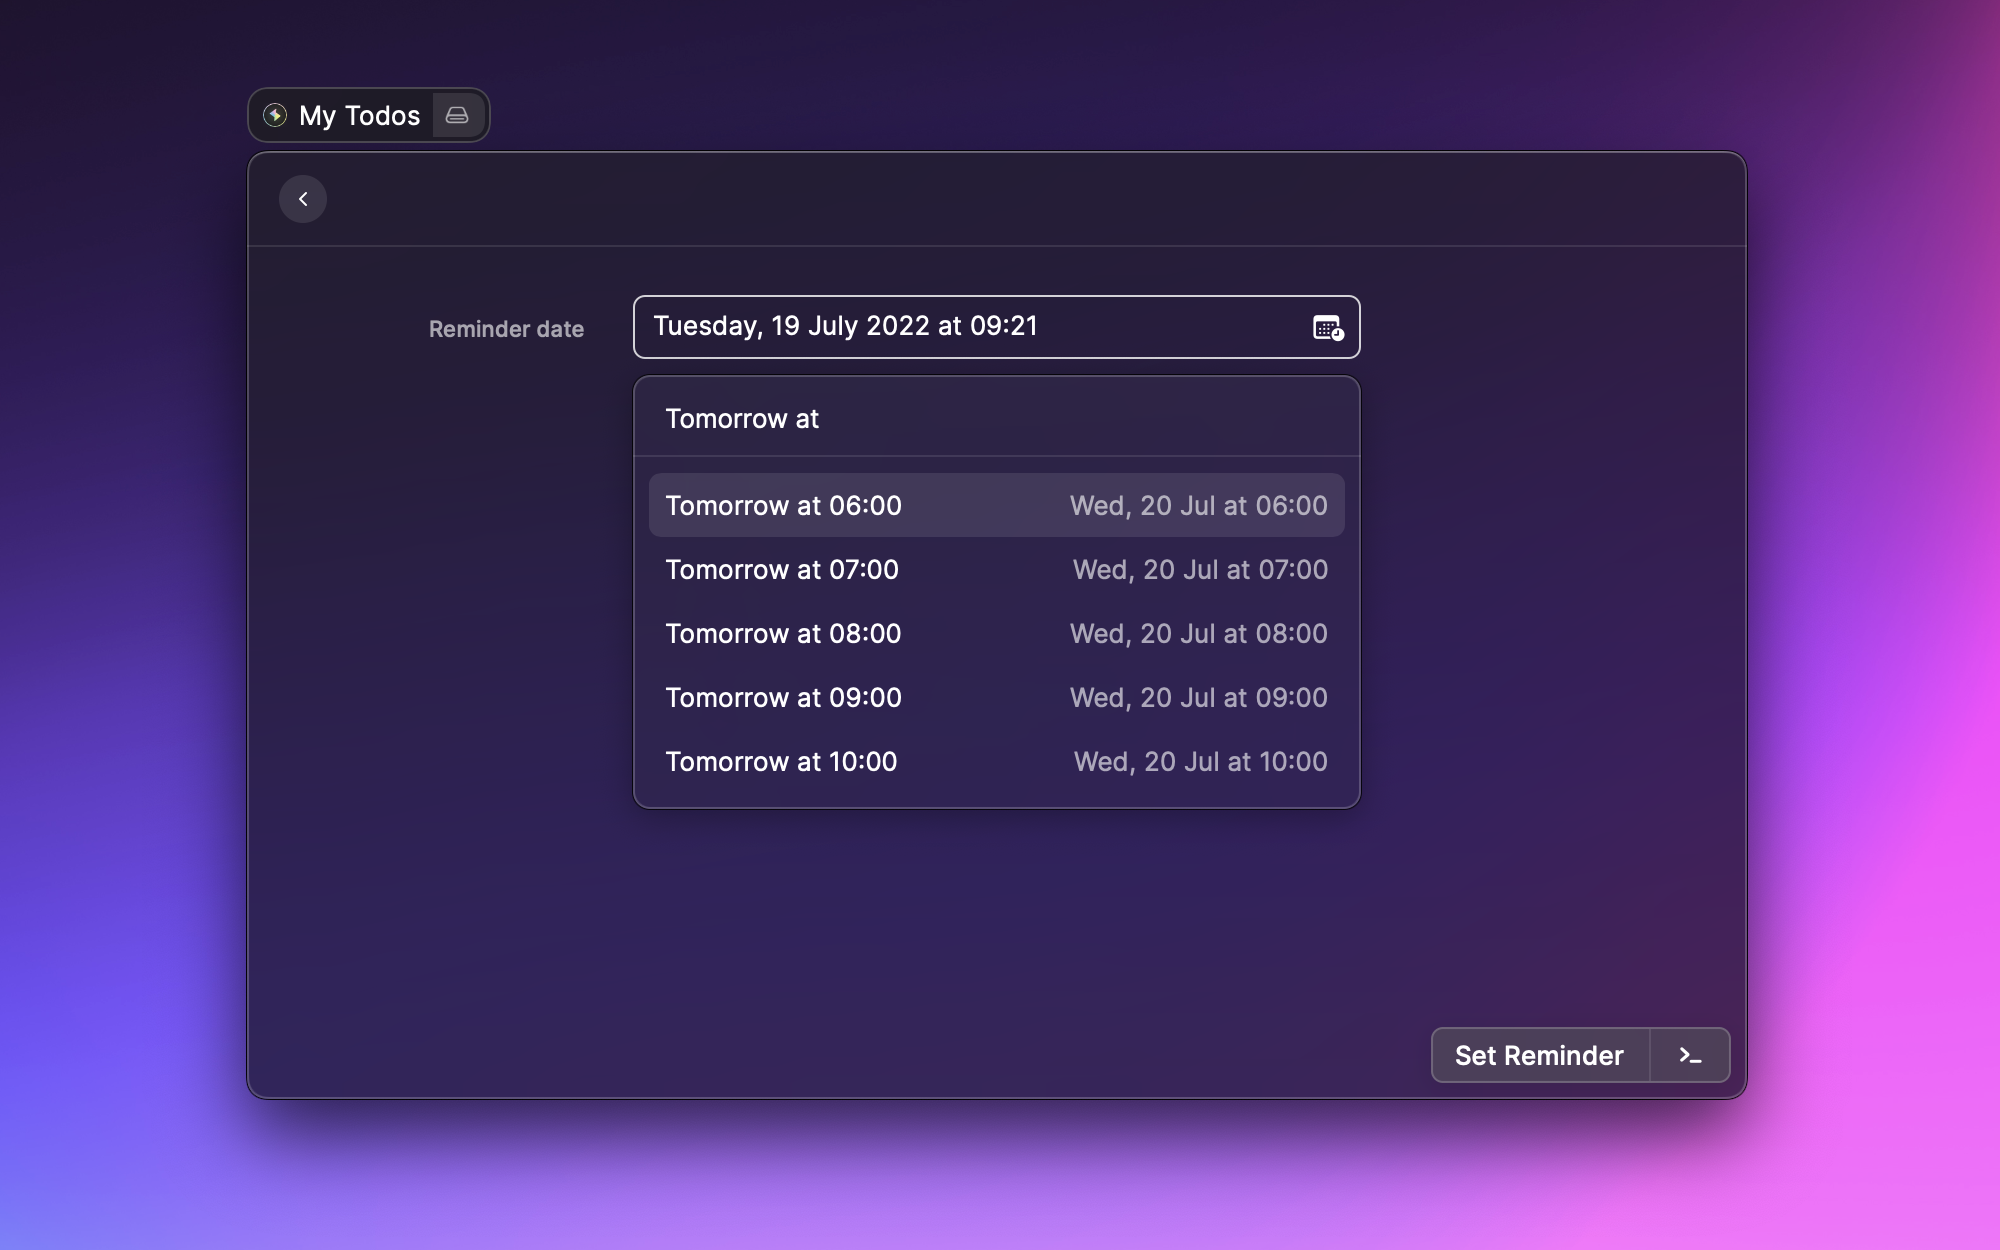 My Todos
Reminder date
Tuesday, 19 July 2022 at 09:21
Tomorrow at
Tomorrow at 06:00 Wed, 20 Jul at 06:00
Tomorrow at 07:00 Wed, 20 Jul at 07:00
Tomorrow at 08:00 Wed, 20 Jul at 08:00
Tomorrow at 09:00 Wed, 20 Jul at 09:00
Tomorrow at 10:00 Wed, 20 Jul at 10:00
Set Reminder